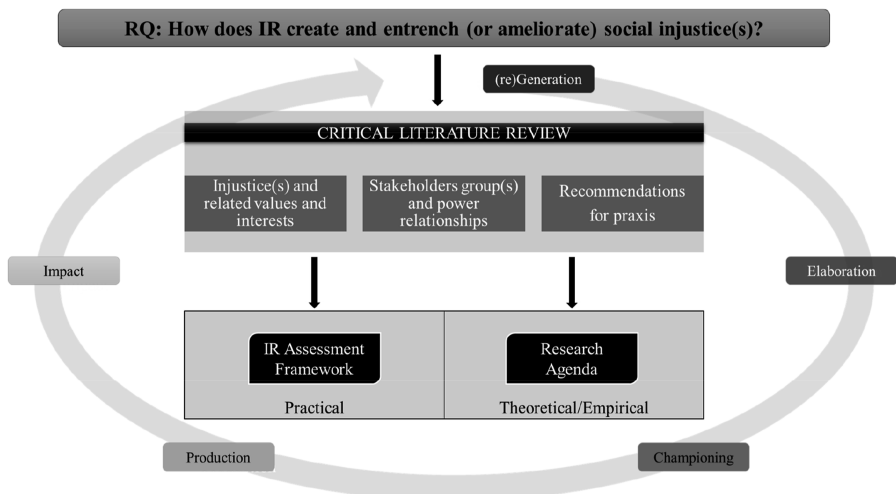 RQ: How does IR create and entrench (or ameliorate) social injustice(s)?
(re)Generation
CRITICAL LITERATURE REVIEW
Injustice(s) and
related values and
interests
Stakeholders group(s)
and power
relationships
Recommendations
for praxis
Impact
Elaboration
IR Assessment
Framework
Research
Agenda
Practical
Theoretical/Empirical
Production
Championing